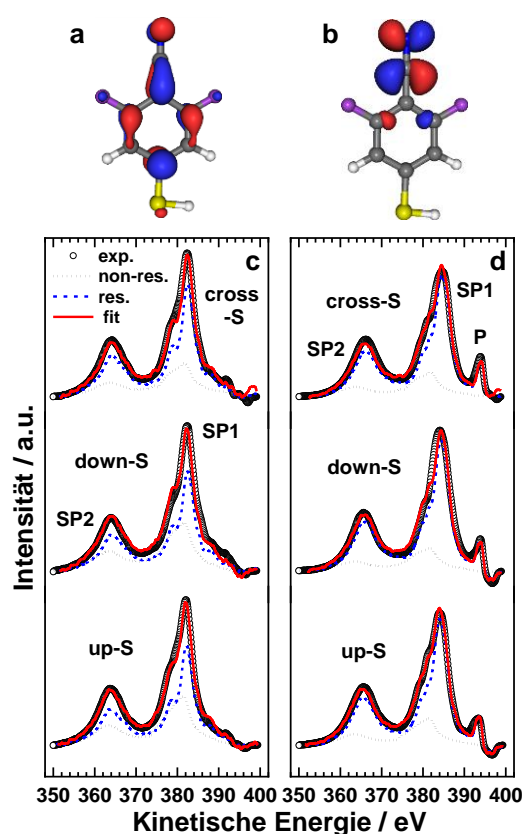 a
b
c
exp.
non-res.
res.
fit
cross
-S
d
cross-S
SP1
SP2
P
down-S
SP1
SP2
down-S
up-S
up-S
Intensität / a.u.
350 360 370 380 390 400
350 360 370 380 390 400
Kinetische Energie / eV